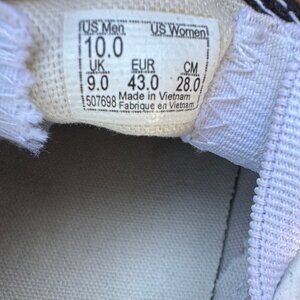 US Men US Women
10.0
UK EUR CM
9.0 43.0 28.0
507698 Made in Vietnam
Fabriqué en Vietnam